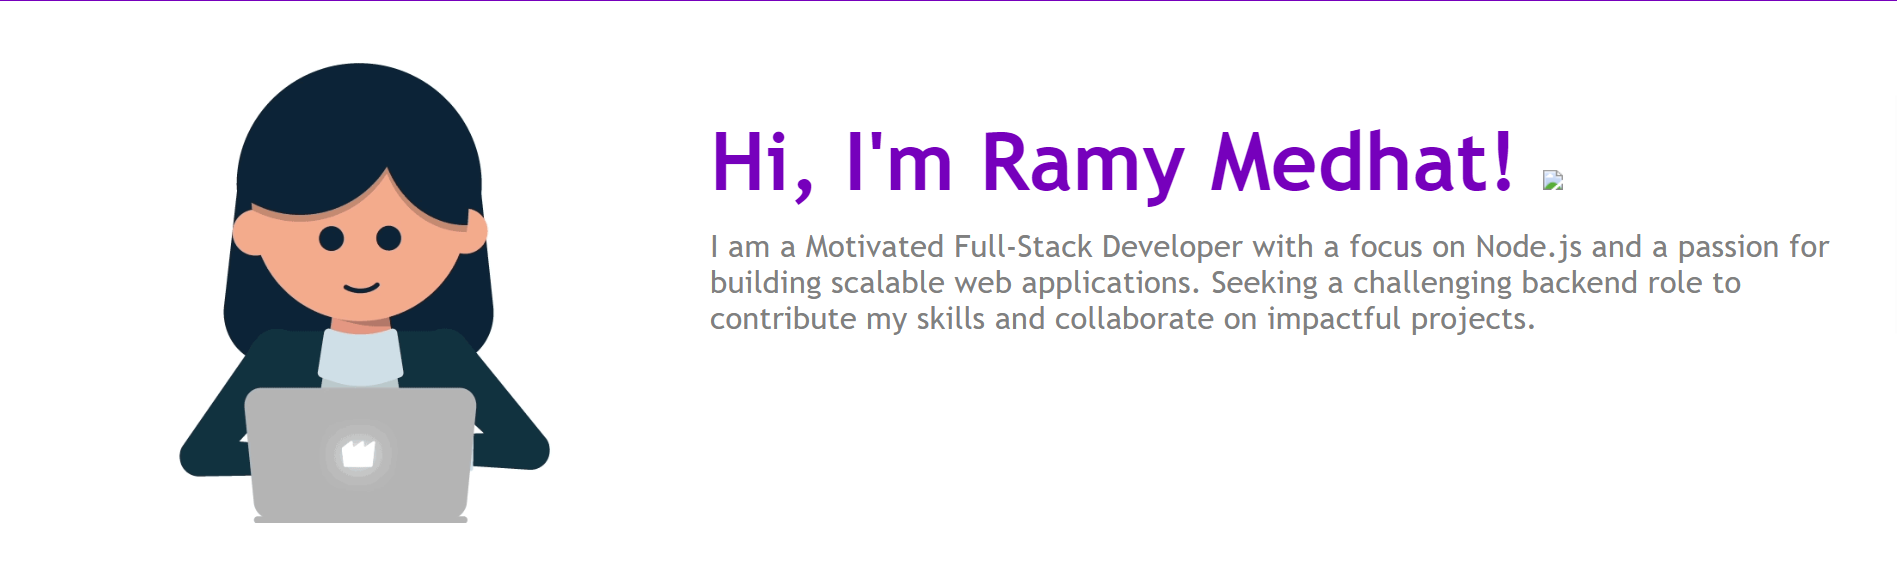 Hi, I'm Ramy Medhat!
I am a Motivated Full-Stack Developer with a focus on Node.js and a passion for
building scalable web applications. Seeking a challenging backend role to
contribute my skills and collaborate on impactful projects.